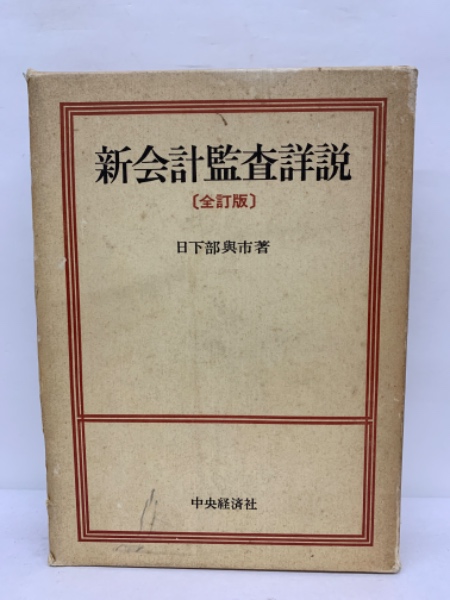 新会計監査詳説
〔全訂版〕
日下部與市著
中央経済社